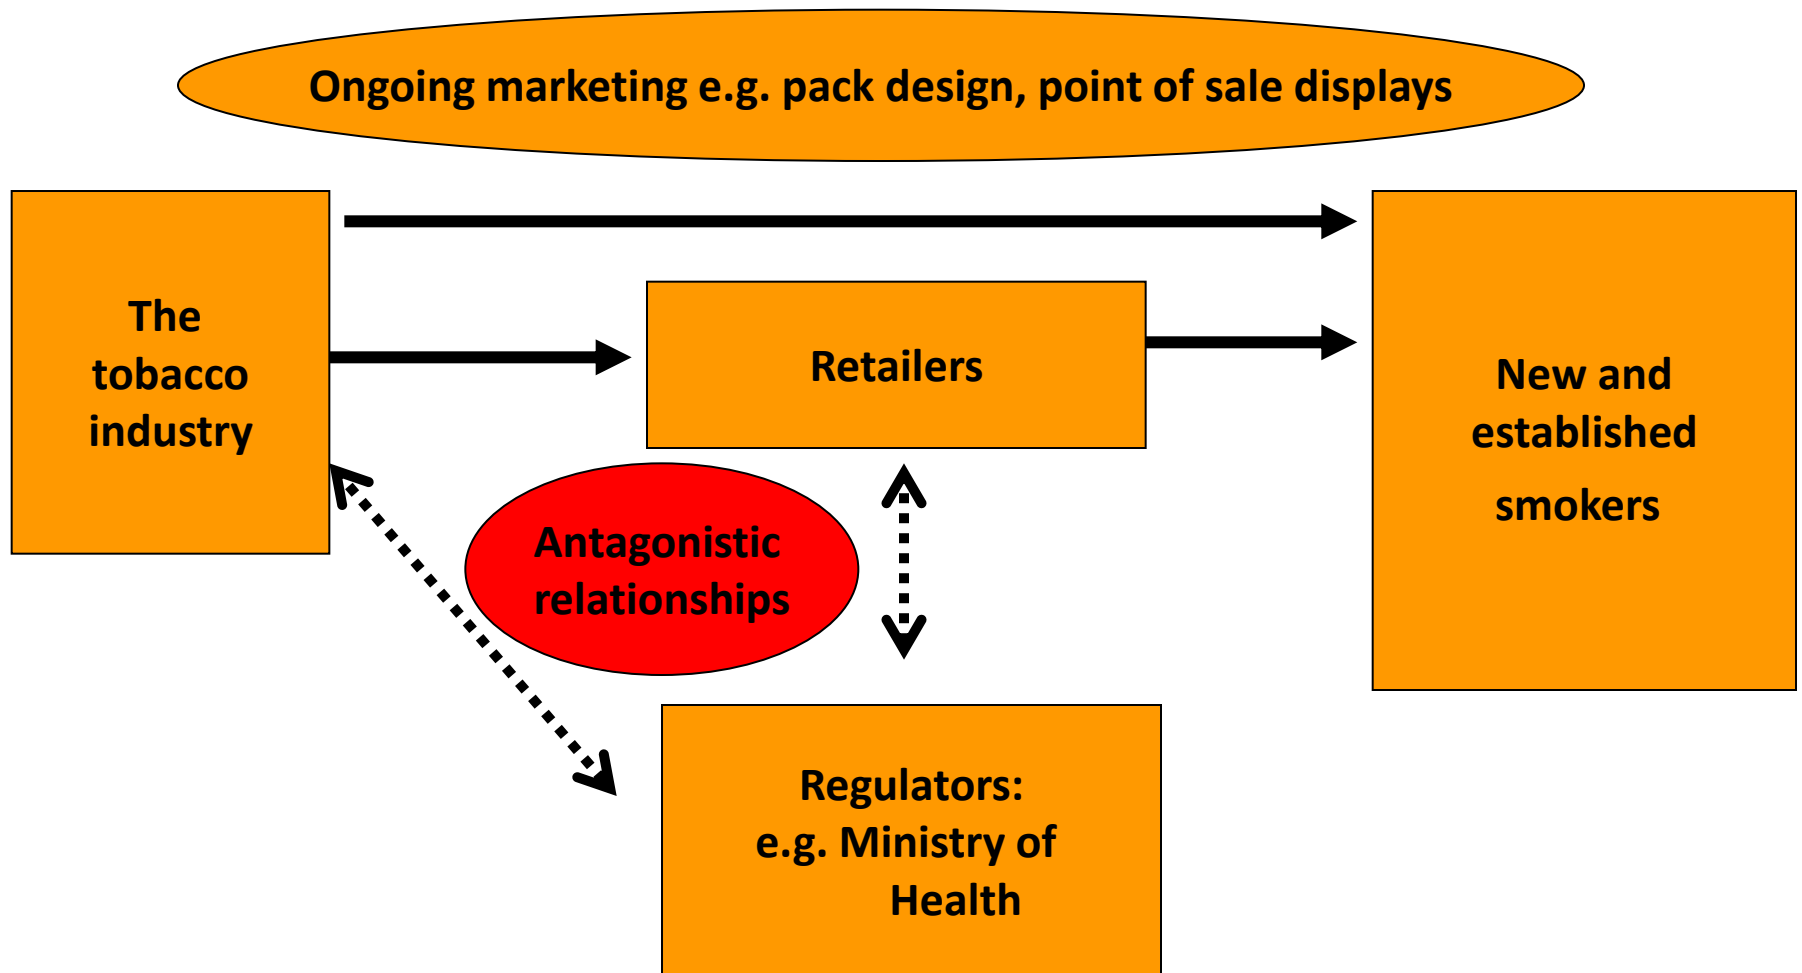 Ongoing marketing e.g. pack design, point of sale displays
The
tobacco
industry
Retailers
New and
established
smokers
Antagonistic
relationships
Regulators:
e.g. Ministry of
Health